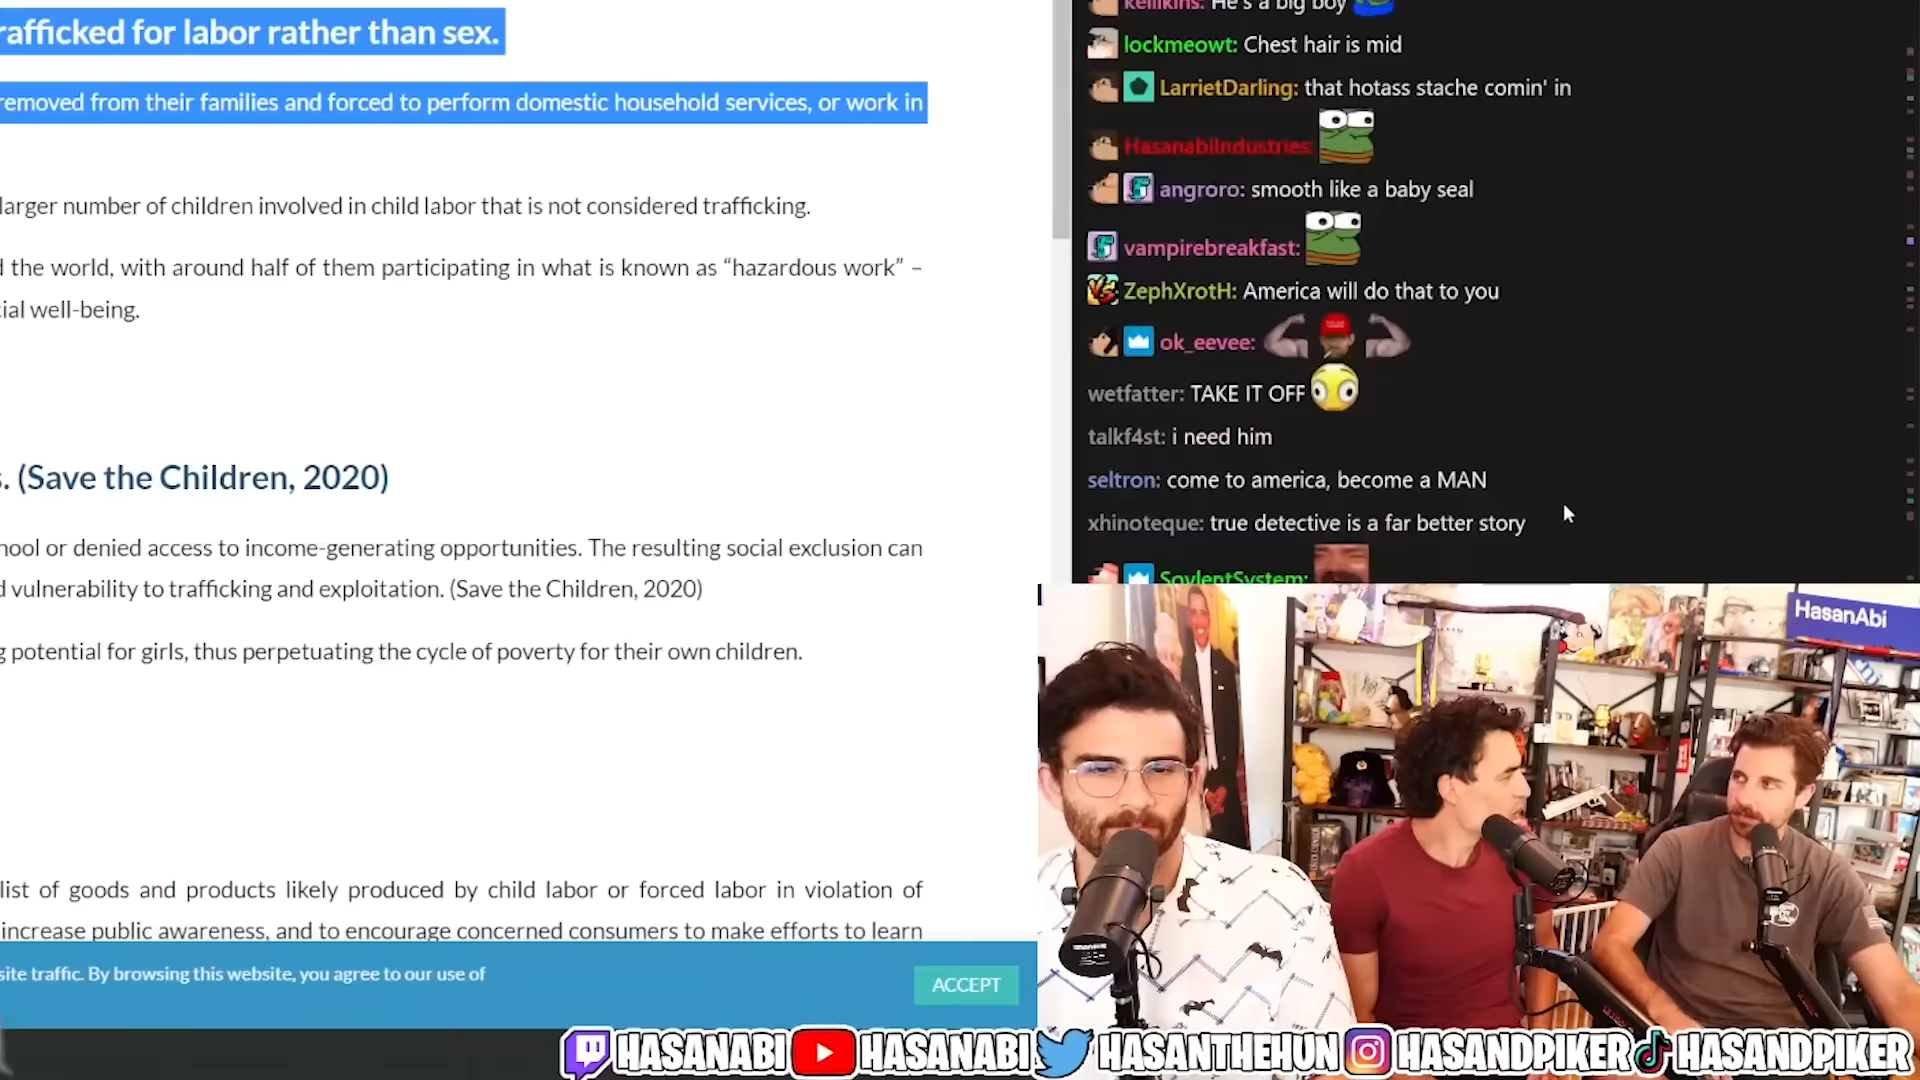 rafficked for labor rather than sex.
removed from their families and forced to perform domestic household services, or work in
larger number of children involved in child labor that is not considered trafficking.
d the world, with around half of them participating in what is known as “hazardous work” –
cial well-being.
s. (Save the Children, 2020)
hool or denied access to income-generating opportunities. The resulting social exclusion can
d vulnerability to trafficking and exploitation. (Save the Children, 2020)
g potential for girls, thus perpetuating the cycle of poverty for their own children.
list of goods and products likely produced by child labor or forced labor in violation of
increase public awareness, and to encourage concerned consumers to make efforts to learn
site traffic. By browsing this website, you agree to our use of
ACCEPT
kellikins: He's a big boy
lockmeowt: Chest hair is mid
LarrietDarling: that hotass stache comin' in
HasanabiIndustries:
angroro: smooth like a baby seal
vampirebreakfast:
ZephXrotH: America will do that to you
ok_eevee:
wetfatter: TAKE IT OFF
talkf4st: i need him
seltron: come to america, become a MAN
xhinoteque: true detective is a far better story
SoylentSystem:
HasanAbi
HASANABI HASANABI HASANTHEHUN HASANDPIKER HASANDPIKER